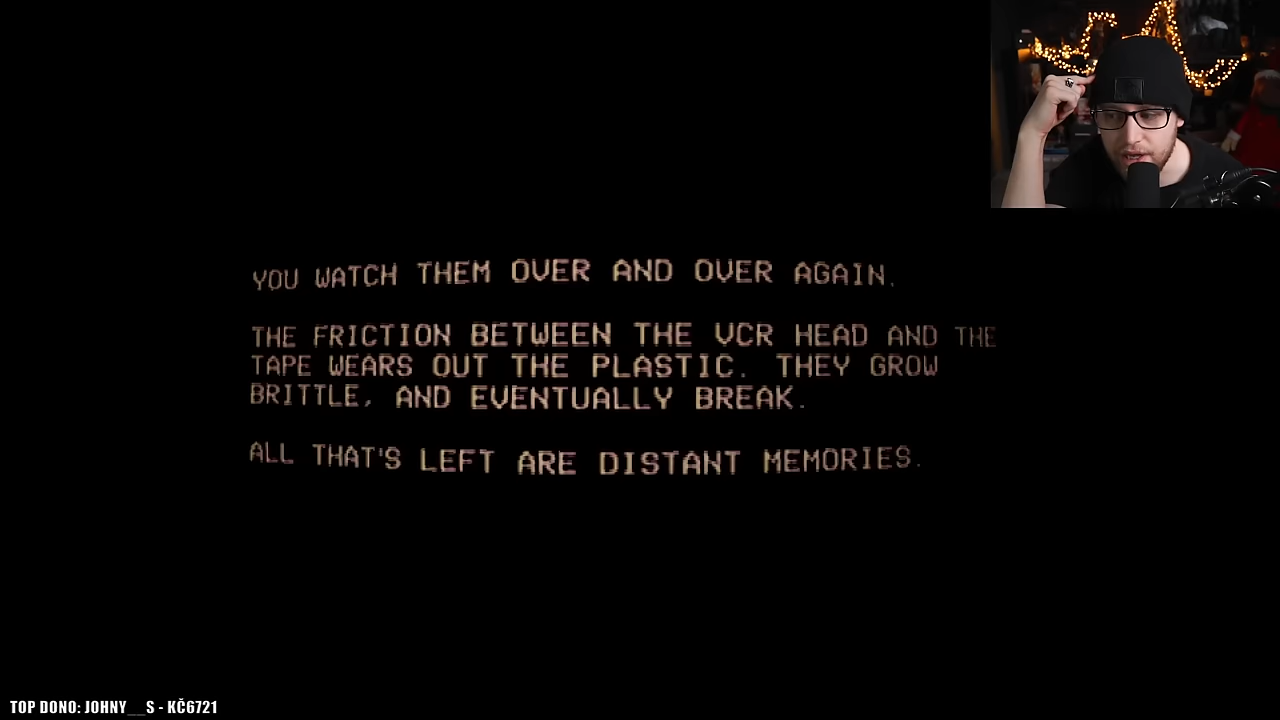 YOU WATCH THEM OVER AND OVER AGAIN.
THE FRICTION BETWEEN THE VCR HEAD AND THE
TAPE WEARS OUT THE PLASTIC. THEY GROW
BRITTLE, AND EVENTUALLY BREAK.
ALL THAT'S LEFT ARE DISTANT MEMORIES.
TOP DONO: JOHNY__S - KČ6721